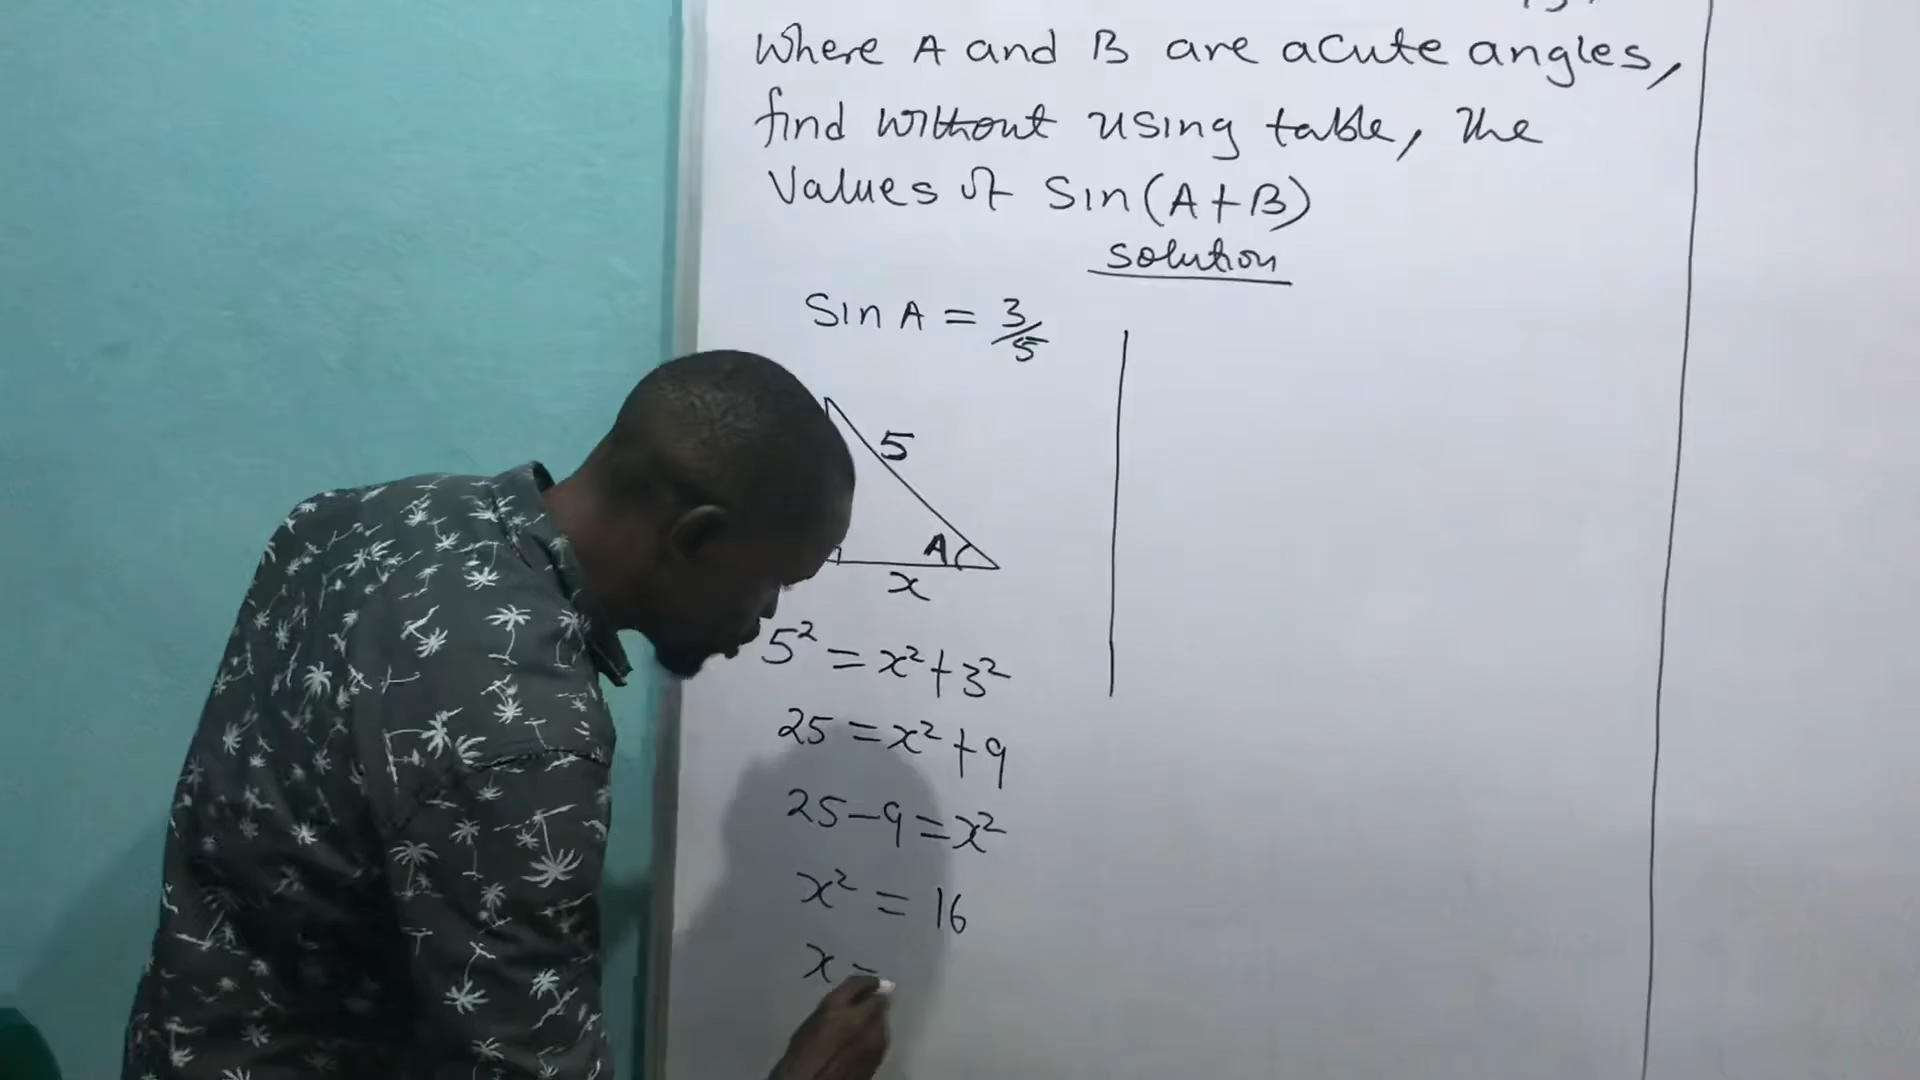 Where A and B are acute angles,
find without using table, the
Values of Sin(A+B)
Solution
Sin A = 3/5
5
A
x
5² = x² + 3²
25 = x² + 9
25 - 9 = x²
x² = 16
x =